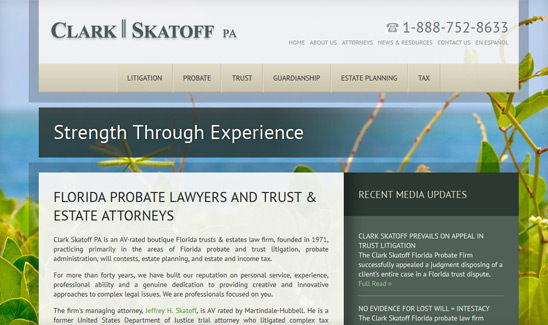 CLARK SKATOFF PA
1-888-752-8633
HOME ABOUT US ATTORNEYS NEWS & RESOURCES CONTACT US EN ESPAÑOL
LITIGATION PROBATE TRUST GUARDIANSHIP ESTATE PLANNING TAX
Strength Through Experience
FLORIDA PROBATE LAWYERS AND TRUST &
ESTATE ATTORNEYS
Clark Skatoff PA is an AV-rated boutique Florida trusts & estates law firm, founded in 1971,
practicing primarily in the areas of Florida probate and trust litigation, probate
administration, will contests, estate planning, and estate and income tax.
For more than forty years, we have built our reputation on personal service, experience,
professional ability and a genuine dedication to providing creative and innovative
approaches to complex legal issues. We are professionals focused on you.
The firm's managing attorney, Jeffrey H. Skatoff, is AV rated by Martindale-Hubbell. He is a
former United States Department of Justice trial attorney who litigated complex tax
RECENT MEDIA UPDATES
CLARK SKATOFF PREVAILS ON APPEAL IN
TRUST LITIGATION
The Clark Skatoff Florida Probate Firm
successfully appealed a judgment disposing of a
client's entire case in a Florida trust dispute.
Full Read »
NO EVIDENCE FOR LOST WILL = INTESTACY
The Clark Skatoff Florida probate law firm